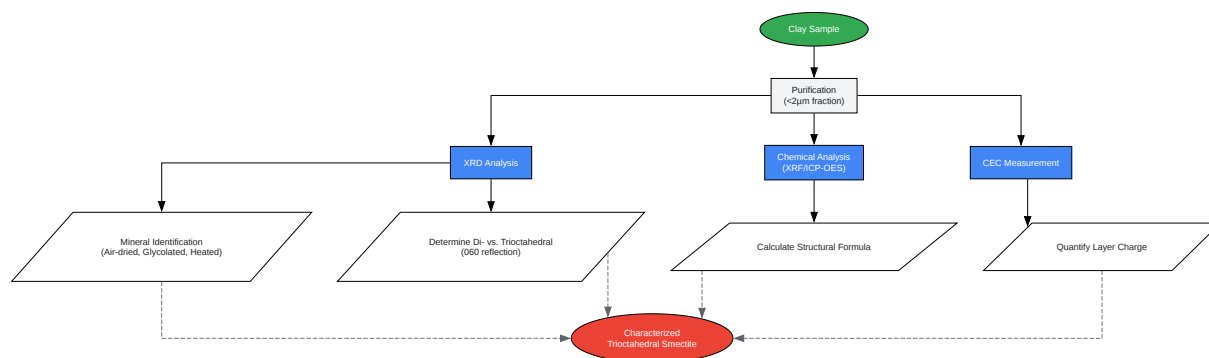 Clay Sample
Purification
(<2µm fraction)
XRD Analysis
Chemical Analysis
(XRF/ICP-OES)
CEC Measurement
Mineral Identification
(Air-dried, Glycolated, Heated)
Determine Di- vs. Trioctahedral
(060 reflection)
Calculate Structural Formula
Quantify Layer Charge
Characterized
Trioctahedral Smectite